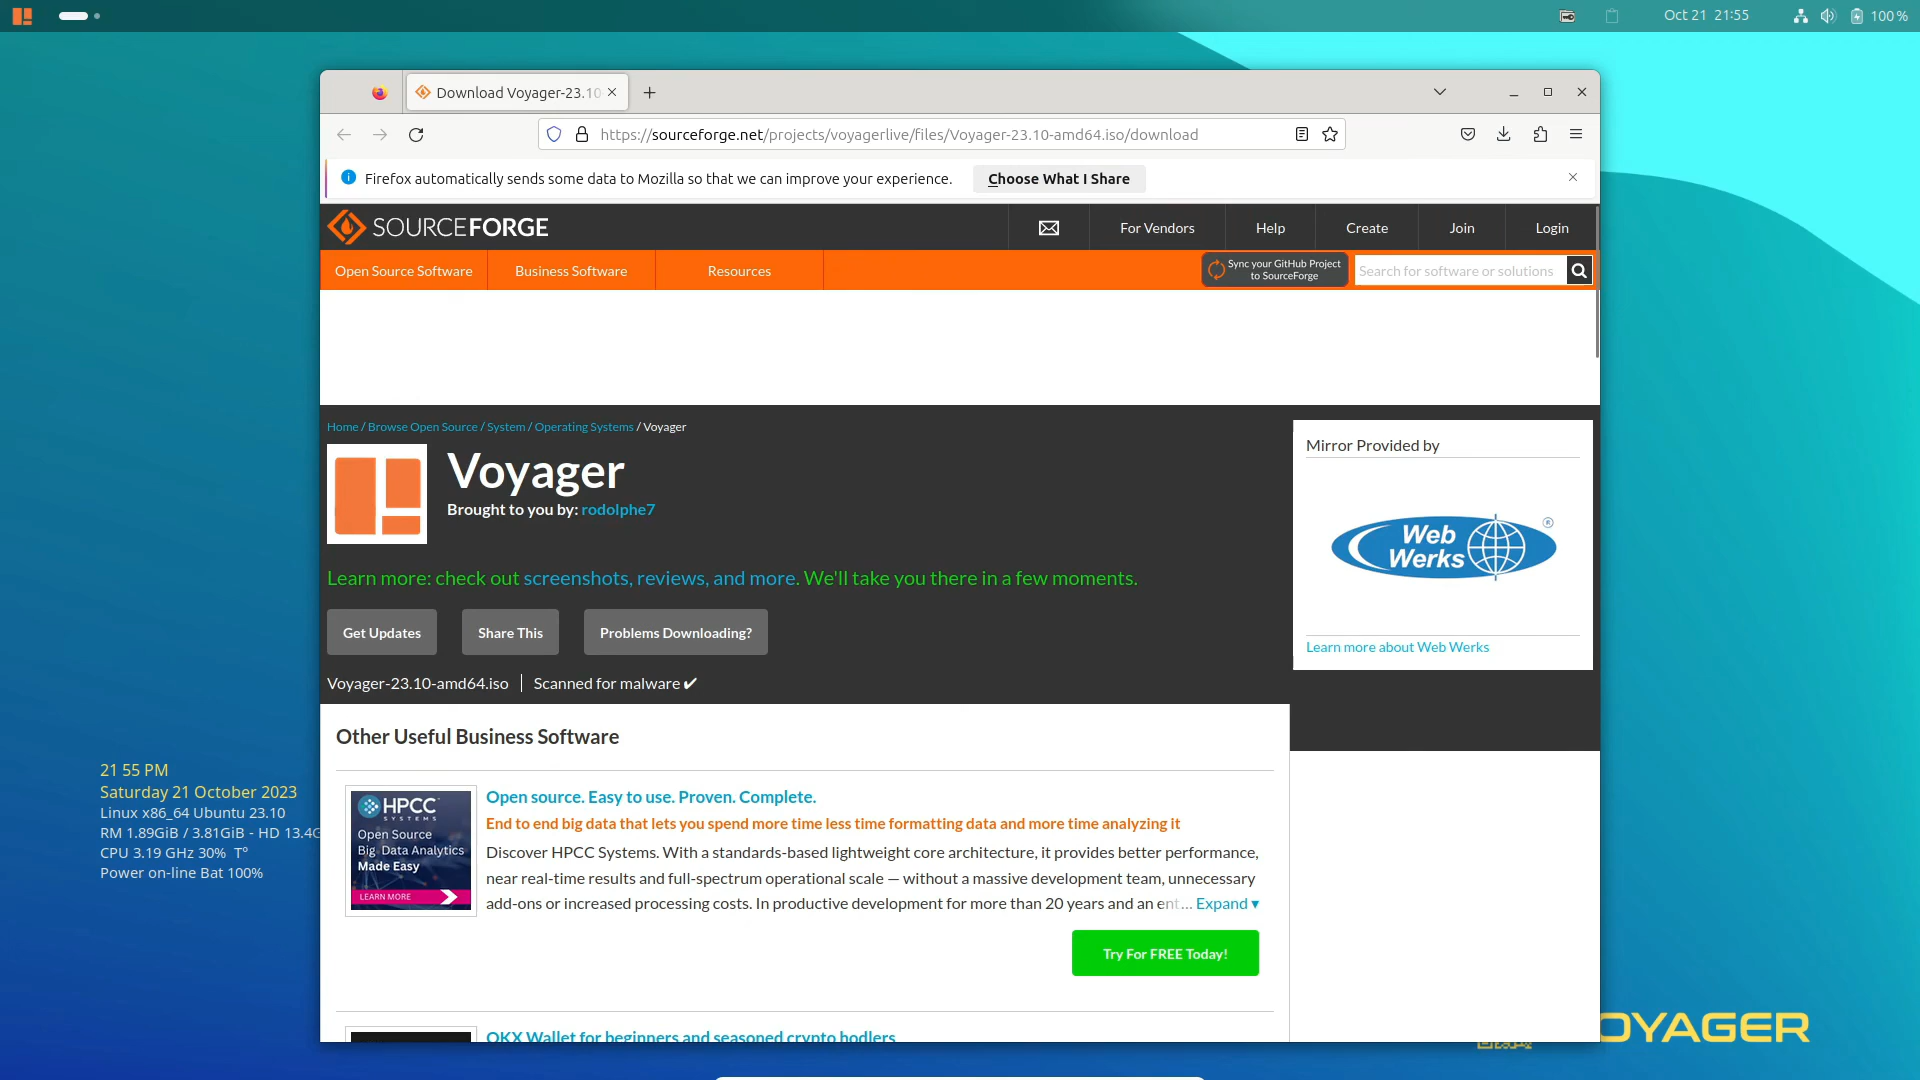 Oct 21 21:55
100 %
Download Voyager-23.10
https://sourceforge.net/projects/voyagerlive/files/Voyager-23.10-amd64.iso/download
Firefox automatically sends some data to Mozilla so that we can improve your experience.
Choose What I Share
SOURCEFORGE
For Vendors
Help
Create
Join
Login
Open Source Software
Business Software
Resources
Sync your GitHub Project
to SourceForge
Search for software or solutions
Home / Browse Open Source / System / Operating Systems / Voyager
Voyager
Brought to you by: rodolphe7
Learn more: check out screenshots, reviews, and more. We'll take you there in a few moments.
Get Updates
Share This
Problems Downloading?
Voyager-23.10-amd64.iso
Scanned for malware ✔
Mirror Provided by
Web
Werks
®
Learn more about Web Werks
Other Useful Business Software
HPCC
SYSTEMS
Open Source
Big Data Analytics
Made Easy
LEARN MORE
Open source. Easy to use. Proven. Complete.
End to end big data that lets you spend more time less time formatting data and more time analyzing it
Discover HPCC Systems. With a standards-based lightweight core architecture, it provides better performance,
near real-time results and full-spectrum operational scale — without a massive development team, unnecessary
add-ons or increased processing costs. In productive development for more than 20 years and an ent... Expand ▾
Try For FREE Today!
OKX Wallet for beginners and seasoned crypto hodlers
21 55 PM
Saturday 21 October 2023
Linux x86_64 Ubuntu 23.10
RM 1.89GiB / 3.81GiB - HD 13.4G
CPU 3.19 GHz 30% T°
Power on-line Bat 100%
OYAGER